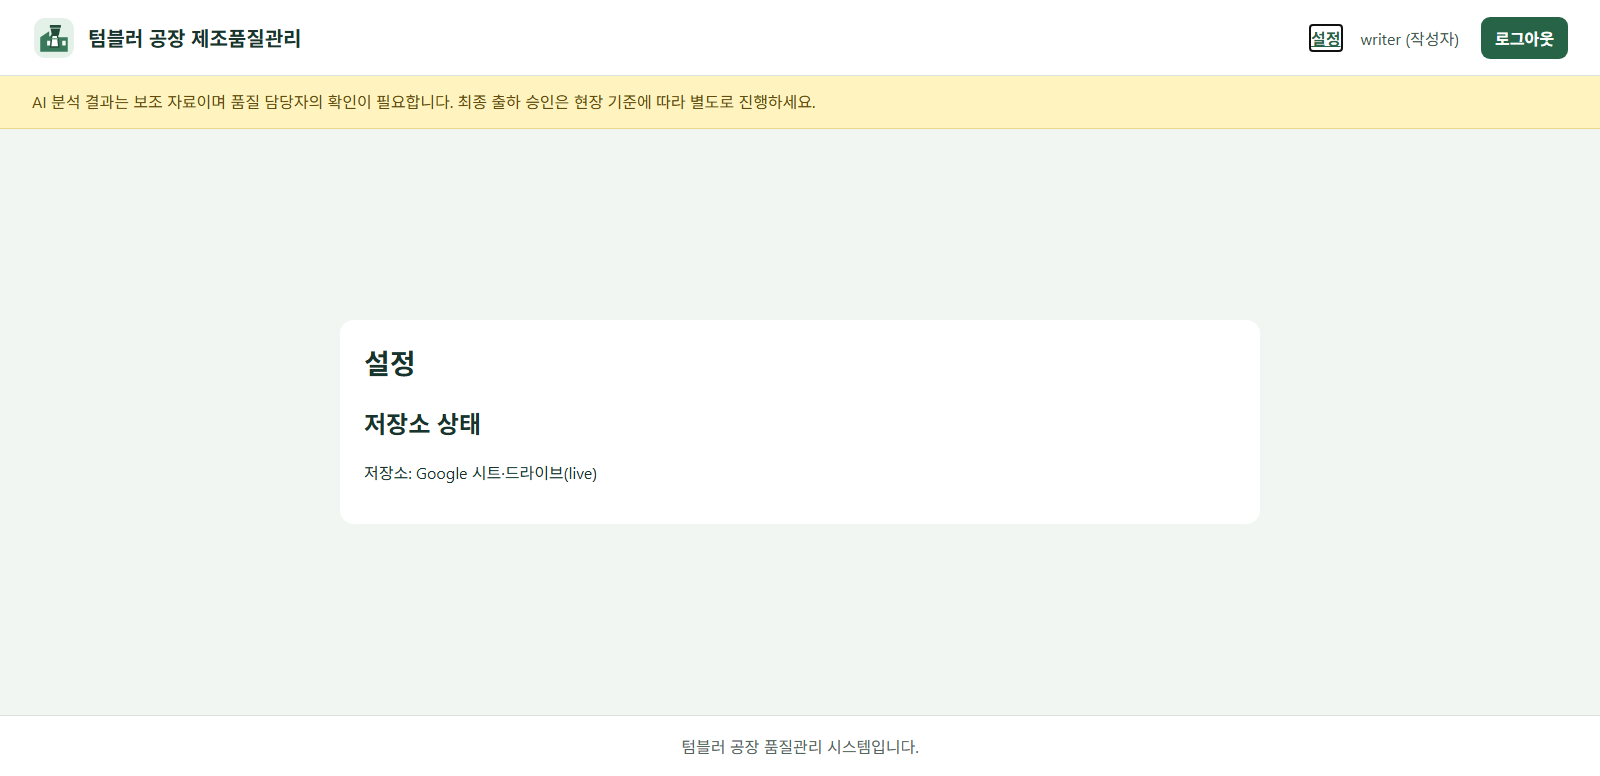 텀블러 공장 제조품질관리
설정 writer (작성자) 로그아웃
AI 분석 결과는 보조 자료이며 품질 담당자의 확인이 필요합니다. 최종 출하 승인은 현장 기준에 따라 별도로 진행하세요.
설정
저장소 상태
저장소: Google 시트·드라이브(live)
텀블러 공장 품질관리 시스템입니다.